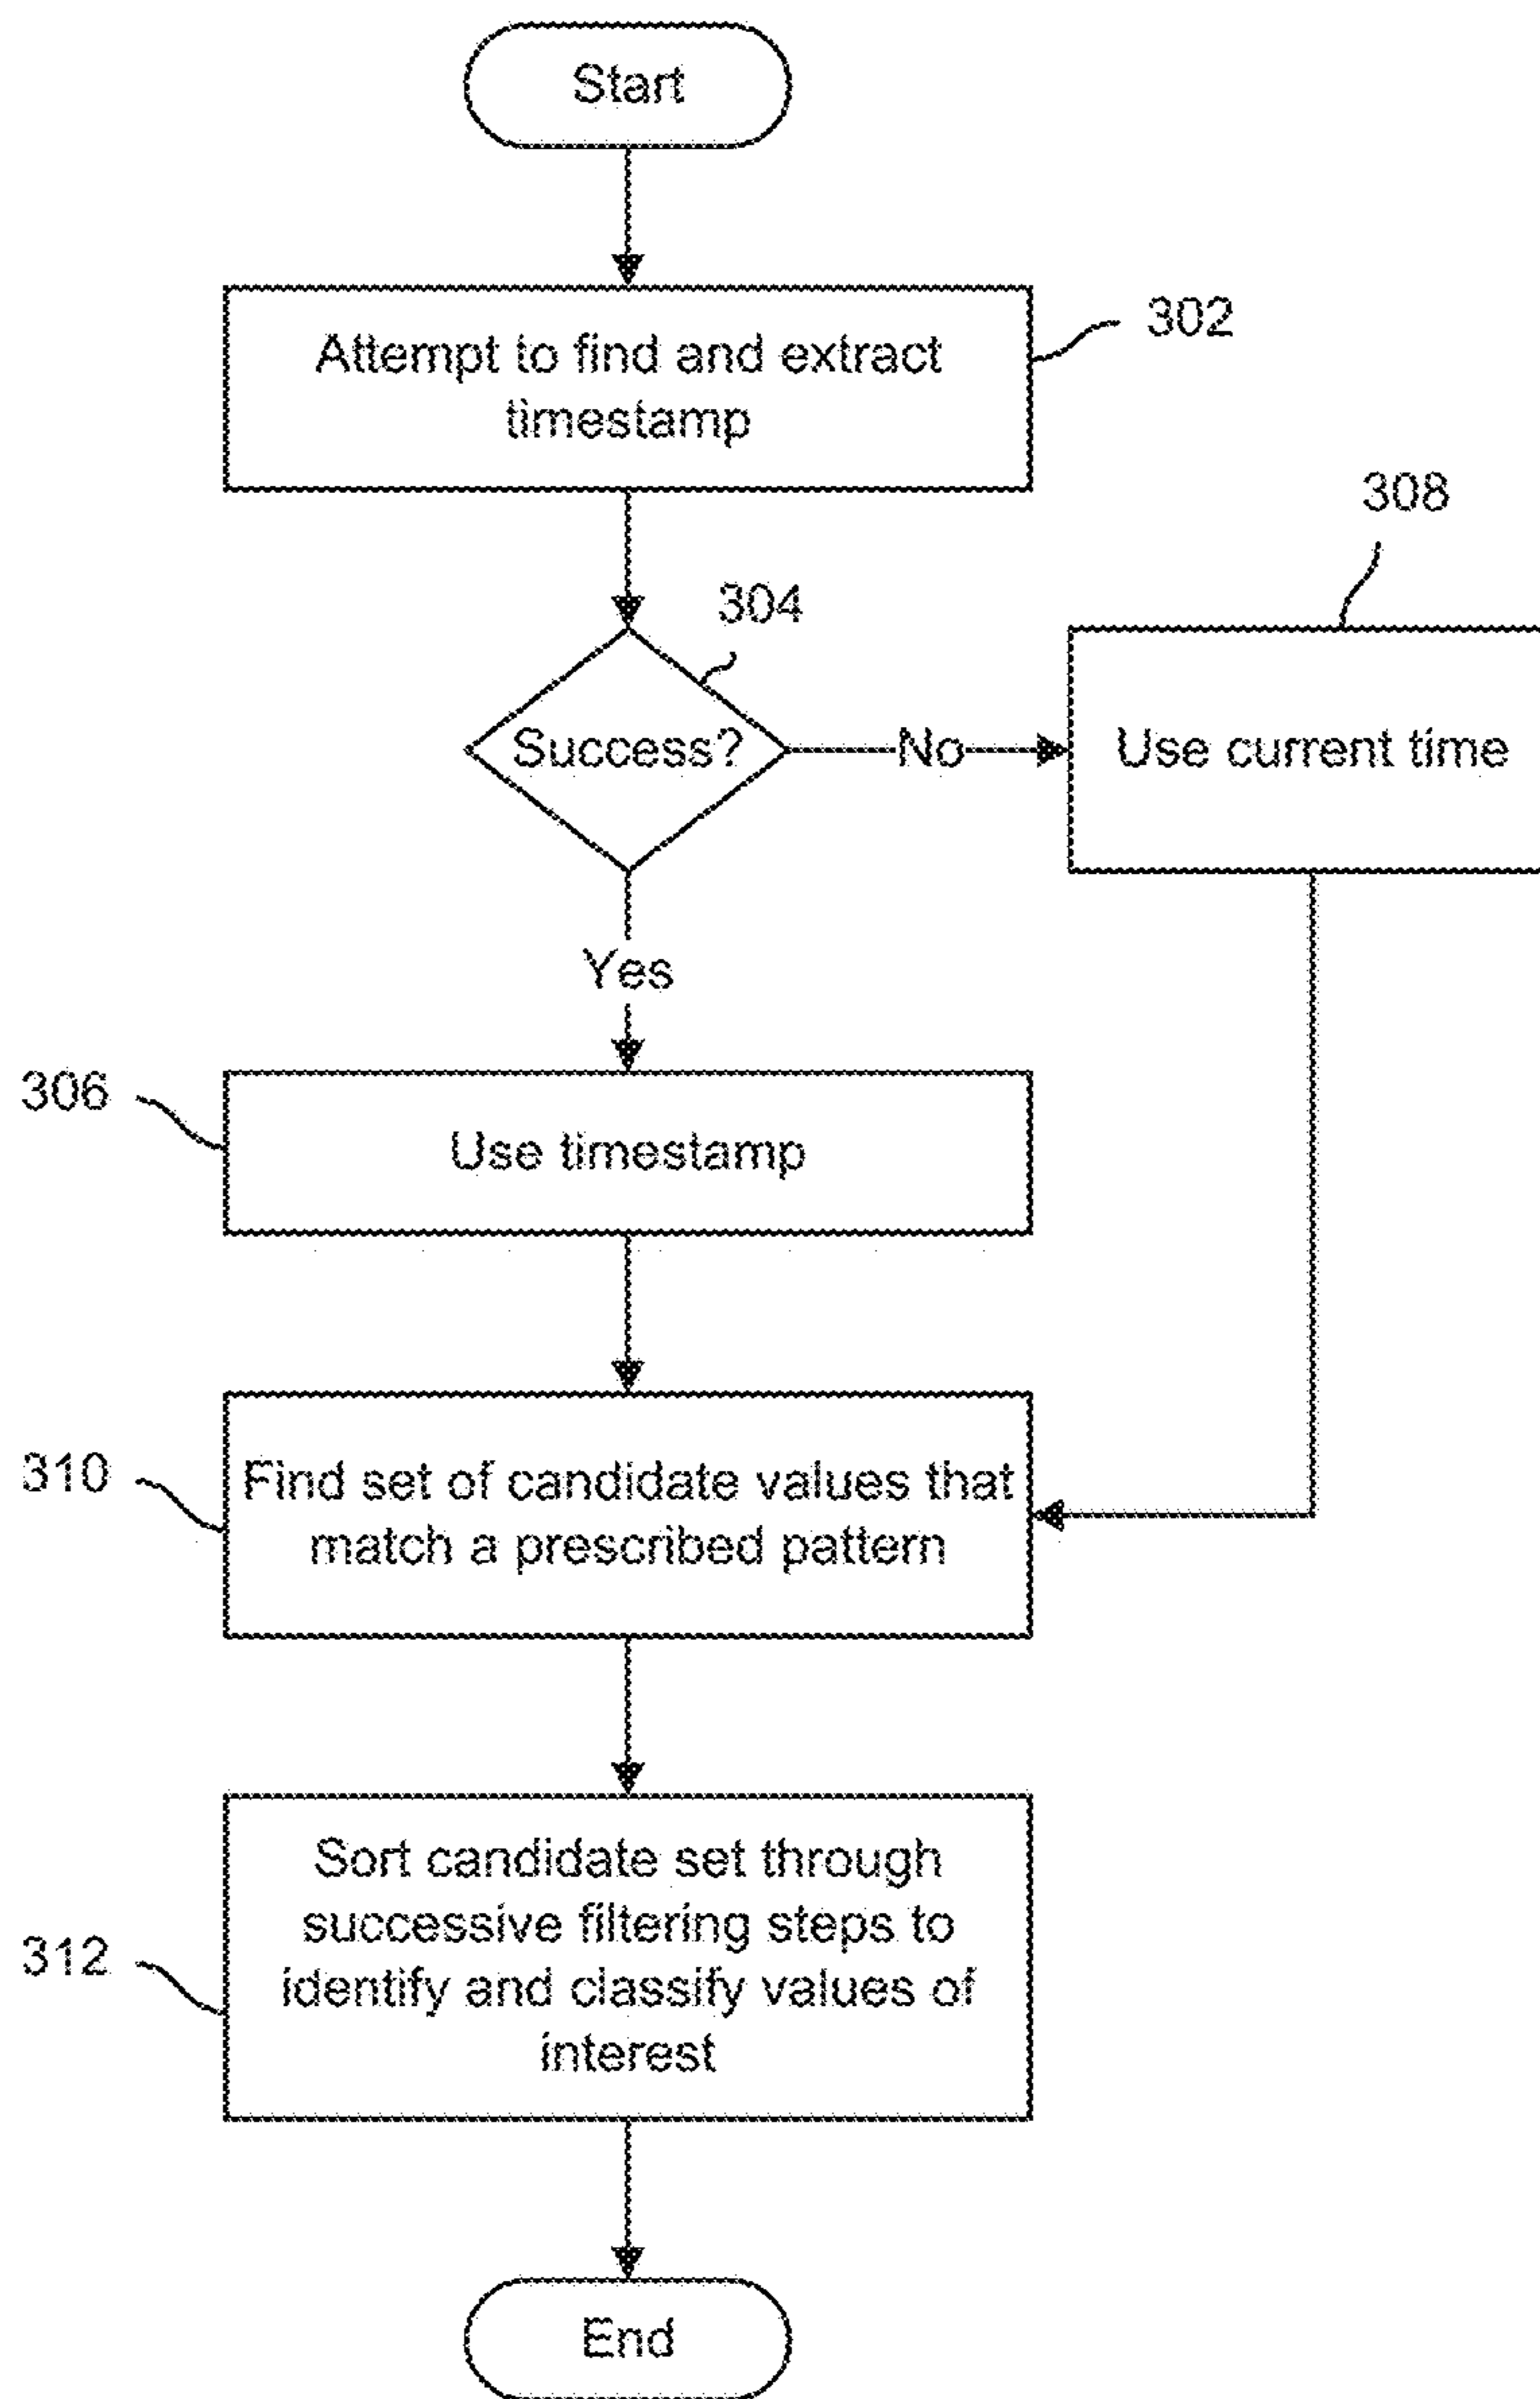 Start
Attempt to find and extract
timestamp
302
304
308
Success?
No
Use current time
Yes
306
Use timestamp
310
Find set of candidate values that
match a prescribed pattern
312
Sort candidate set through
successive filtering steps to
identify and classify values of
interest
End